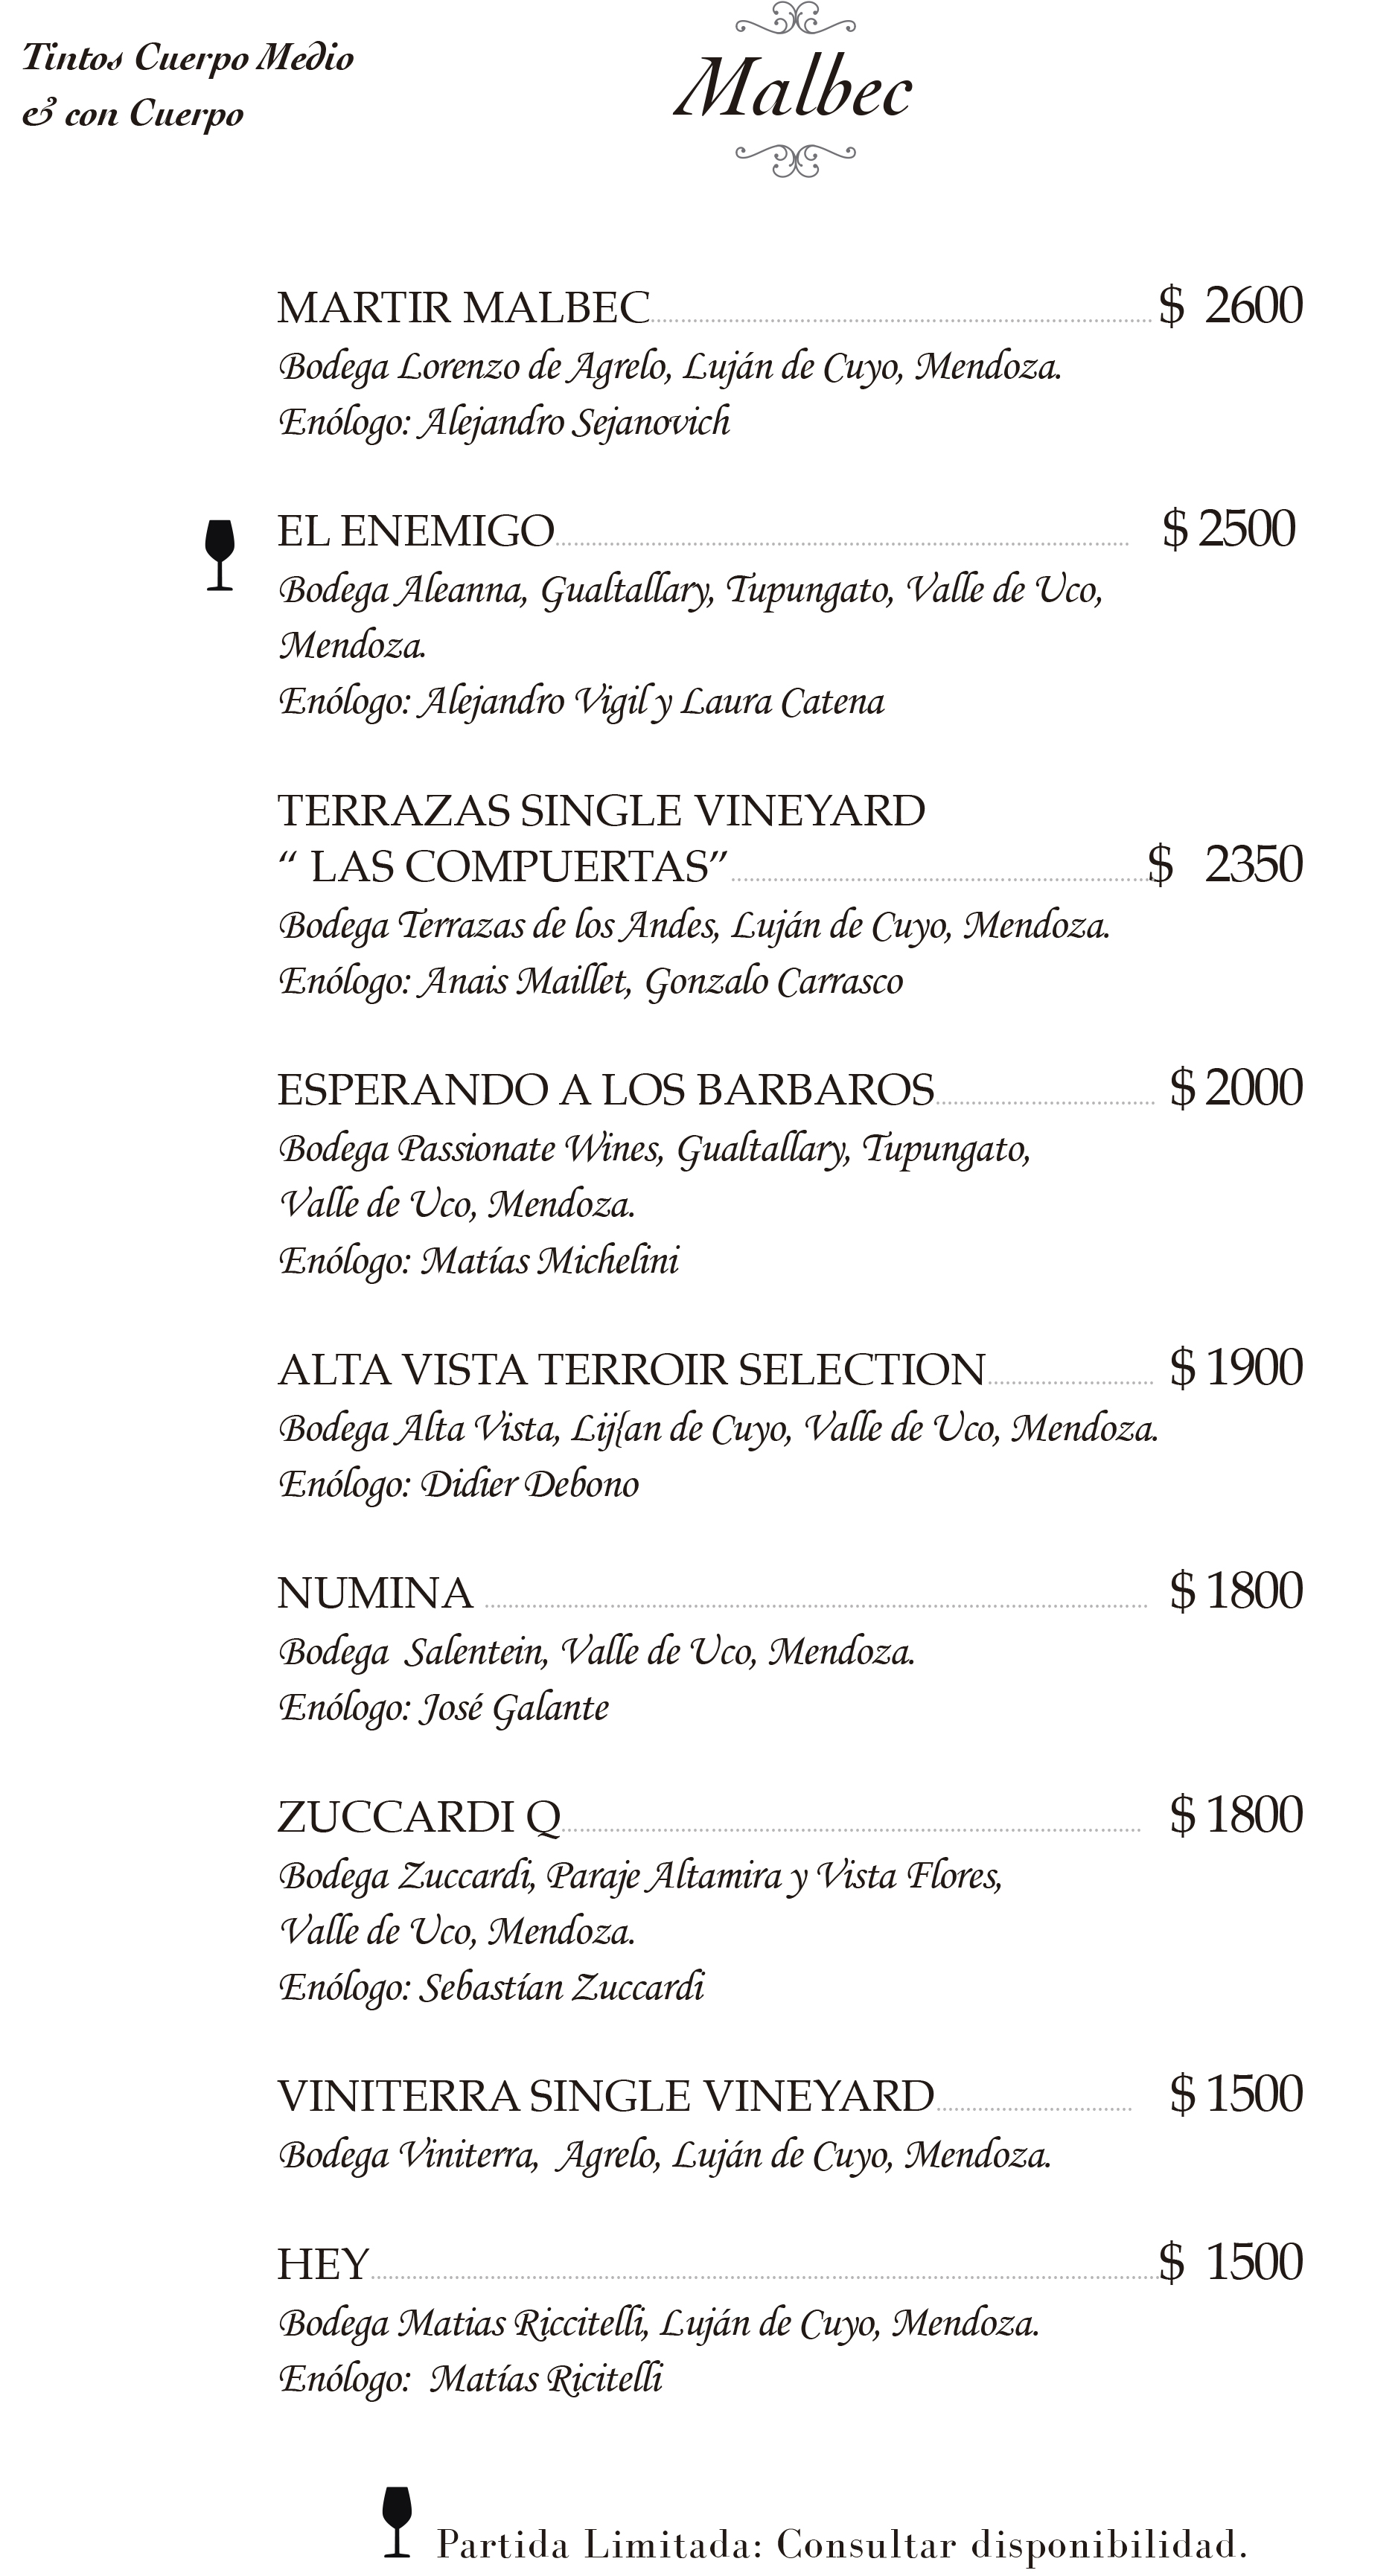 Tintos Cuerpo Medio
& con Cuerpo
Malbec
MARTIR MALBEC $ 2600
Bodega Lorenzo de Agrelo, Luján de Cuyo, Mendoza.
Enólogo: Alejandro Sejanovich
EL ENEMIGO $ 2500
Bodega Aleanna, Gualtallary, Tupungato, Valle de Uco,
Mendoza.
Enólogo: Alejandro Vigil y Laura Catena
TERRAZAS SINGLE VINEYARD
“ LAS COMPUERTAS” $ 2350
Bodega Terrazas de los Andes, Luján de Cuyo, Mendoza.
Enólogo: Anais Maillet, Gonzalo Carrasco
ESPERANDO A LOS BARBAROS $ 2000
Bodega Passionate Wines, Gualtallary, Tupungato,
Valle de Uco, Mendoza.
Enólogo: Matías Michelini
ALTA VISTA TERROIR SELECTION $ 1900
Bodega Alta Vista, Lij{an de Cuyo, Valle de Uco, Mendoza.
Enólogo: Didier Debono
NUMINA $ 1800
Bodega Salentein, Valle de Uco, Mendoza.
Enólogo: José Galante
ZUCCARDI Q $ 1800
Bodega Zuccardi, Paraje Altamira y Vista Flores,
Valle de Uco, Mendoza.
Enólogo: Sebastían Zuccardi
VINITERRA SINGLE VINEYARD $ 1500
Bodega Viniterra, Agrelo, Luján de Cuyo, Mendoza.
HEY $ 1500
Bodega Matias Riccitelli, Luján de Cuyo, Mendoza.
Enólogo: Matías Ricitelli
Partida Limitada: Consultar disponibilidad.